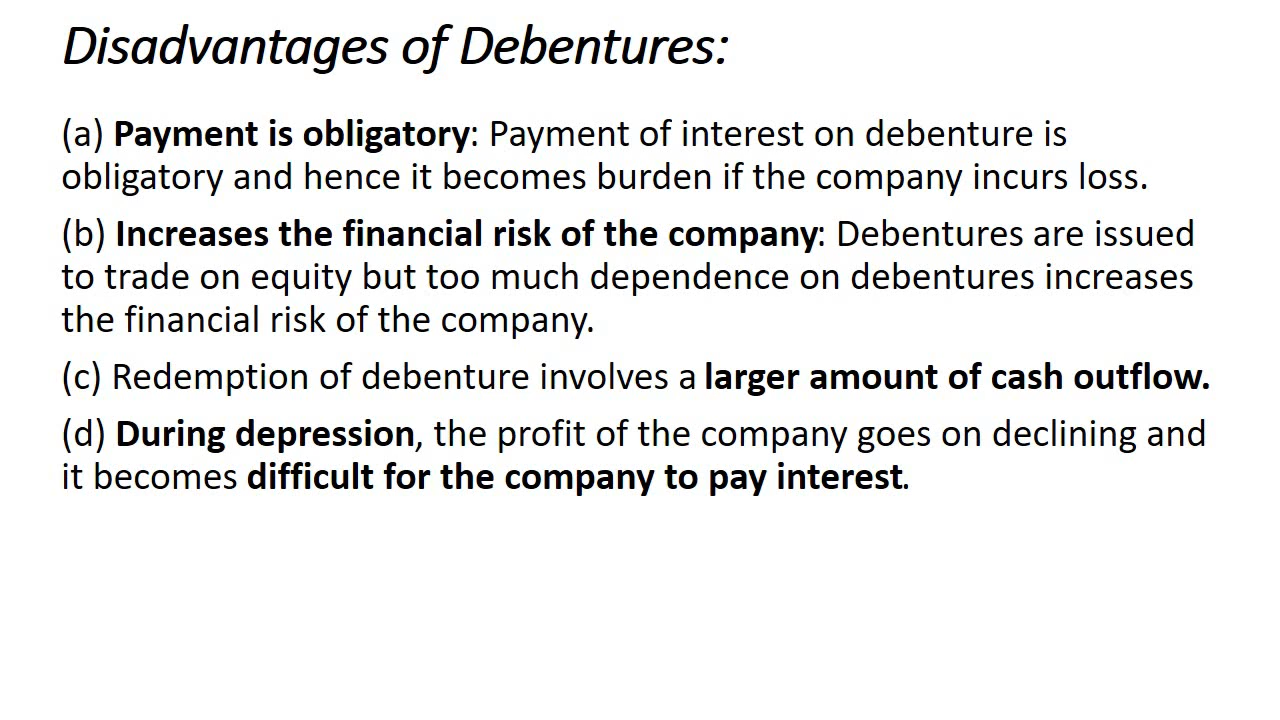 Disadvantages of Debentures:
(a) Payment is obligatory: Payment of interest on debenture is
obligatory and hence it becomes burden if the company incurs loss.
(b) Increases the financial risk of the company: Debentures are issued
to trade on equity but too much dependence on debentures increases
the financial risk of the company.
(c) Redemption of debenture involves a larger amount of cash outflow.
(d) During depression, the profit of the company goes on declining and
it becomes difficult for the company to pay interest.